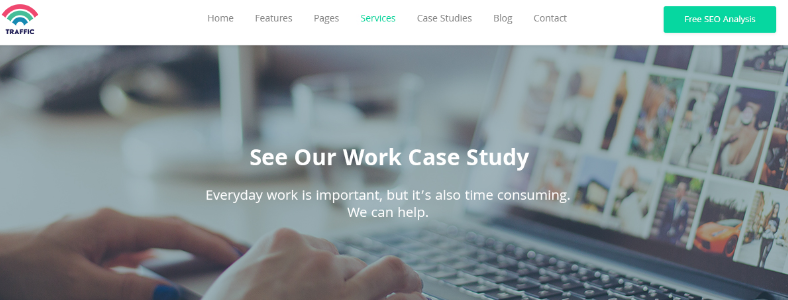 TRAFFIC
Home Features Pages Services Case Studies Blog Contact
Free SEO Analysis
See Our Work Case Study
Everyday work is important, but it's also time consuming.
We can help.